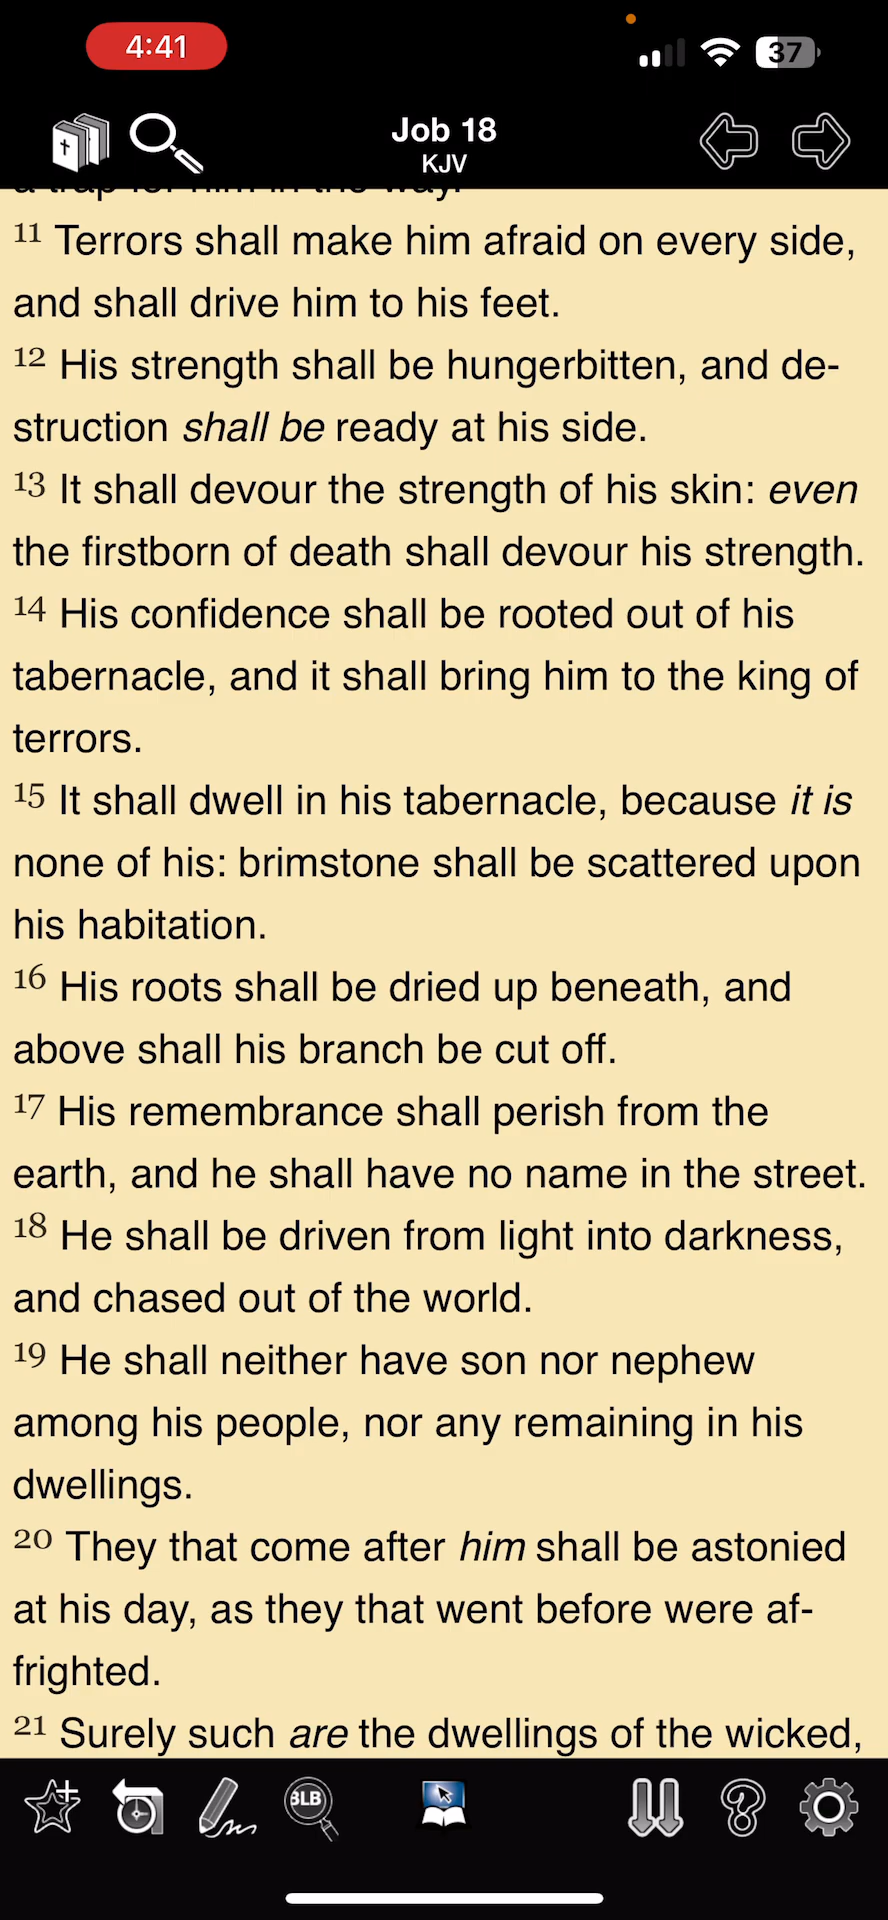 4:41
37
Job 18
KJV
a trap for him in the way.
11 Terrors shall make him afraid on every side,
and shall drive him to his feet.
12 His strength shall be hungerbitten, and de-
struction shall be ready at his side.
13 It shall devour the strength of his skin: even
the firstborn of death shall devour his strength.
14 His confidence shall be rooted out of his
tabernacle, and it shall bring him to the king of
terrors.
15 It shall dwell in his tabernacle, because it is
none of his: brimstone shall be scattered upon
his habitation.
16 His roots shall be dried up beneath, and
above shall his branch be cut off.
17 His remembrance shall perish from the
earth, and he shall have no name in the street.
18 He shall be driven from light into darkness,
and chased out of the world.
19 He shall neither have son nor nephew
among his people, nor any remaining in his
dwellings.
20 They that come after him shall be astonied
at his day, as they that went before were af-
frighted.
21 Surely such are the dwellings of the wicked,
BLB